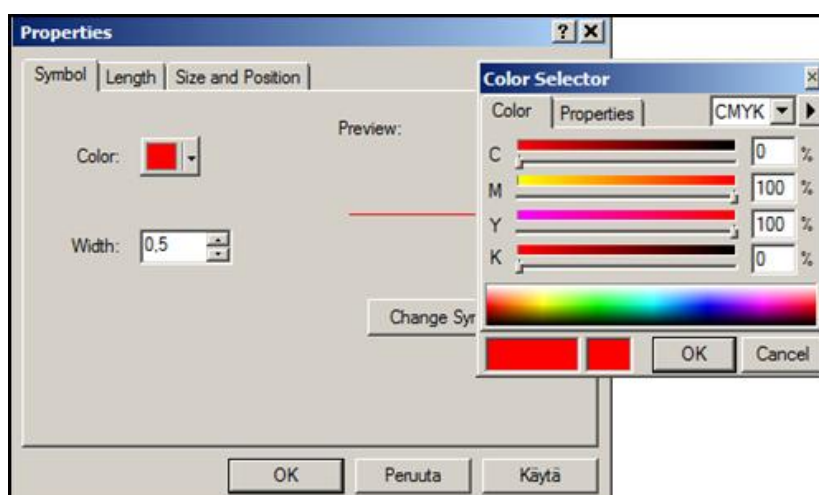 Properties
Symbol Length Size and Position
Color:
Preview:
Width: 0,5
Change Syr
OK Peruuta Käytä
Color Selector
Color Properties CMYK
C 0 %
M 100 %
Y 100 %
K 0 %
OK Cancel